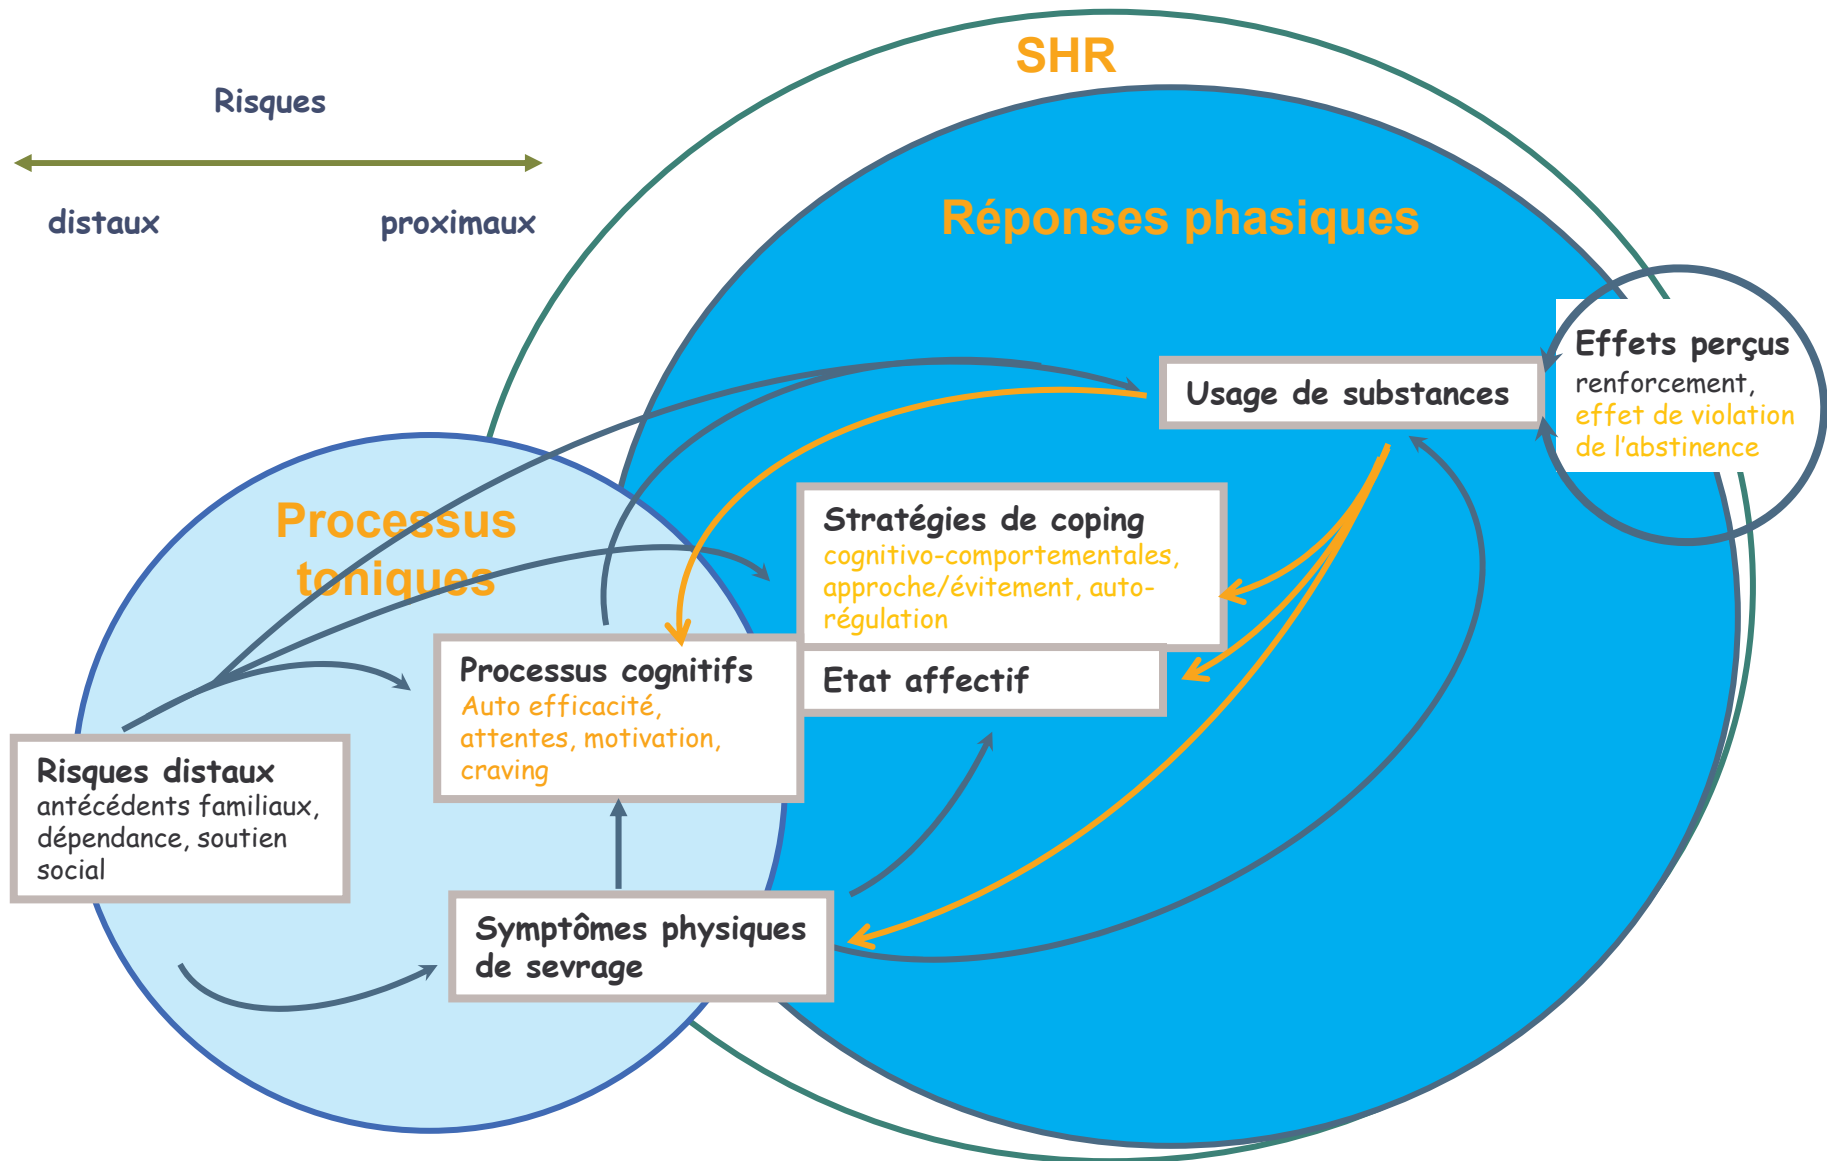 SHR
Risques
distaux
proximaux
Réponses phasiques
Effets perçus
renforcement,
effet de violation
de l'abstinence
Usage de substances
Processus
toniques
Stratégies de coping
cognitivo-comportementales,
approche/évitement, auto-
régulation
Processus cognitifs
Auto efficacité,
attentes, motivation,
craving
Etat affectif
Risques distaux
antécédents familiaux,
dépendance, soutien
social
Symptômes physiques
de sevrage